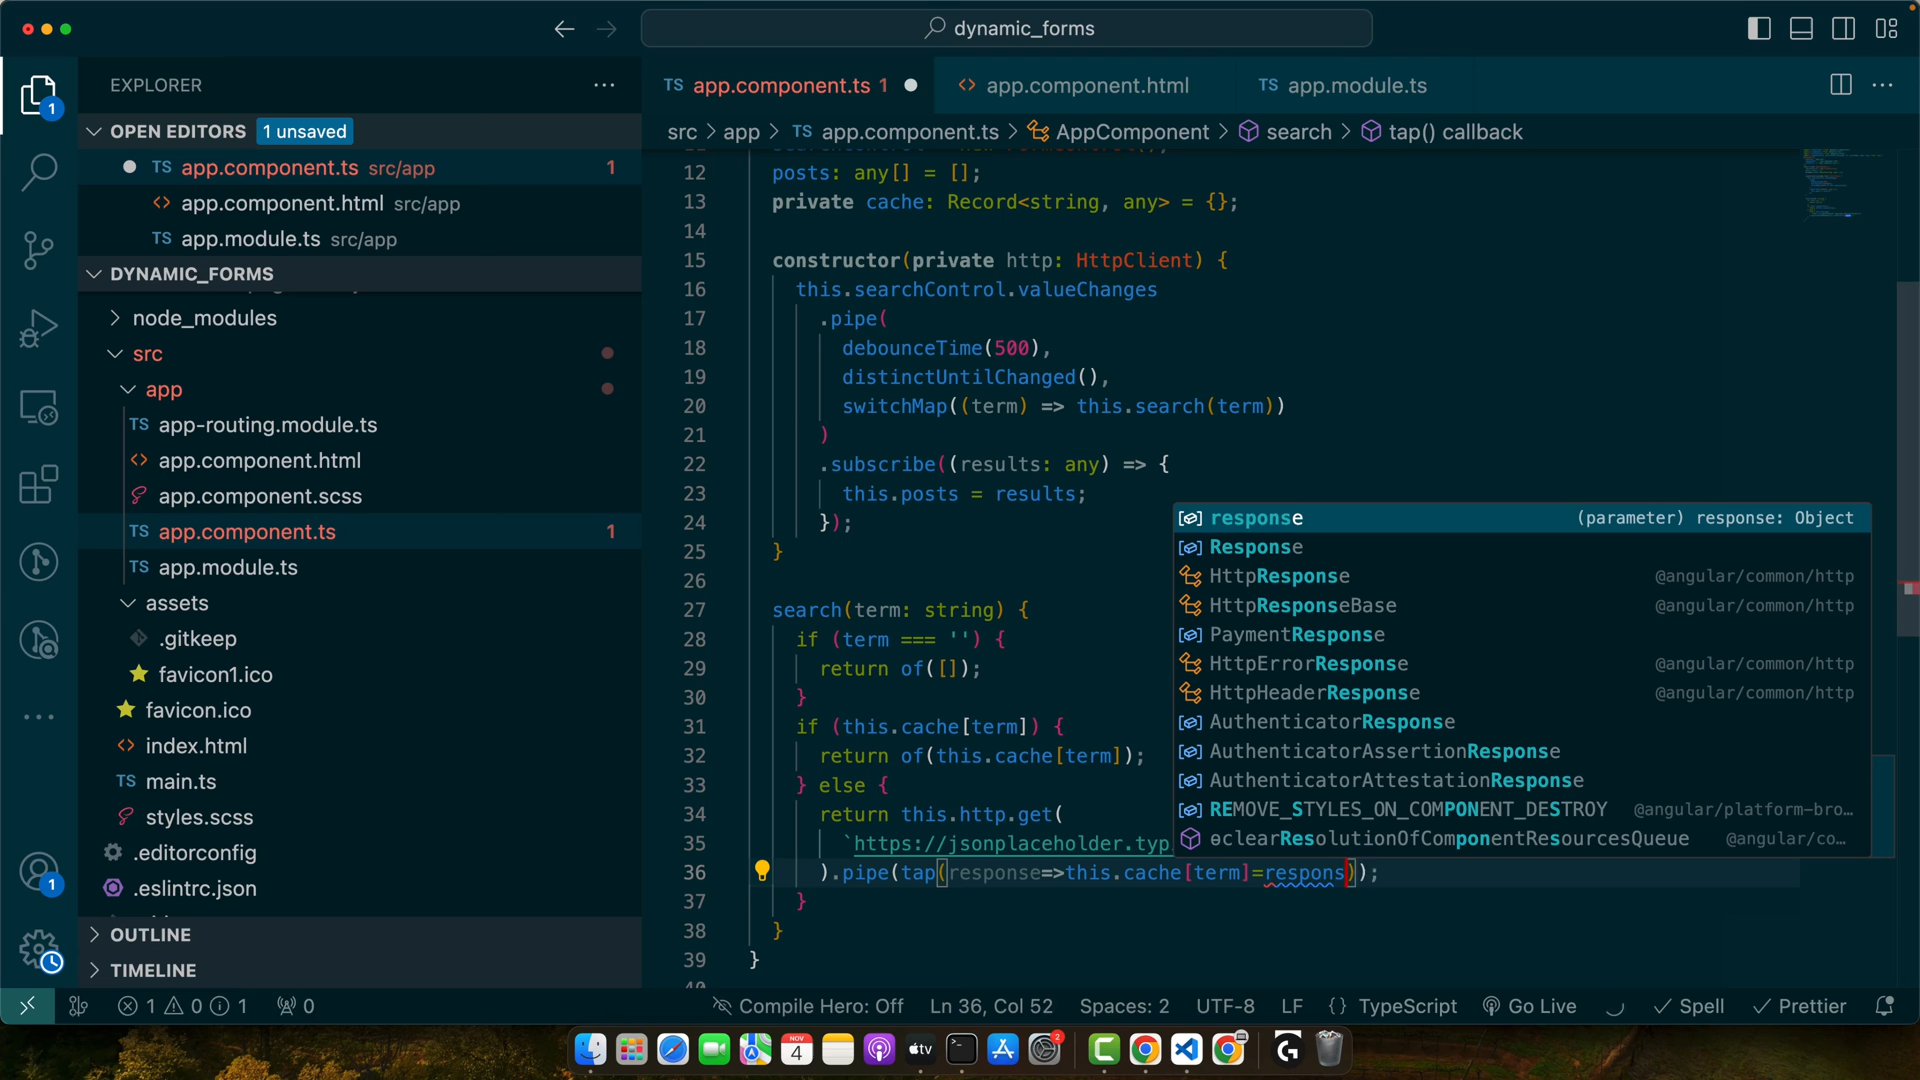 dynamic_forms
EXPLORER
OPEN EDITORS 1 unsaved
TS app.component.ts src/app 1
<> app.component.html src/app
TS app.module.ts src/app
DYNAMIC_FORMS
node_modules
src
app
TS app-routing.module.ts
<> app.component.html
app.component.scss
TS app.component.ts 1
TS app.module.ts
assets
.gitkeep
favicon1.ico
favicon.ico
<> index.html
TS main.ts
styles.scss
.editorconfig
.eslintrc.json
OUTLINE
TIMELINE
1
1
TS app.component.ts 1
<> app.component.html
TS app.module.ts
src > app > TS app.component.ts > AppComponent > search > tap() callback
12 posts: any[] = [];
13 private cache: Record<string, any> = {};
14
15 constructor(private http: HttpClient) {
16 this.searchControl.valueChanges
17 .pipe(
18 debounceTime(500),
19 distinctUntilChanged(),
20 switchMap((term) => this.search(term))
21 )
22 .subscribe((results: any) => {
23 this.posts = results;
24 });
25 }
26
27 search(term: string) {
28 if (term === '') {
29 return of([]);
30 }
31 if (this.cache[term]) {
32 return of(this.cache[term]);
33 } else {
34 return this.http.get(
35 `https://jsonplaceholder.typ
36 ).pipe(tap(response=>this.cache[term]=respons));
37 }
38 }
39 }
response (parameter) response: Object
Response
HttpResponse @angular/common/http
HttpResponseBase @angular/common/http
PaymentResponse
HttpErrorResponse @angular/common/http
HttpHeaderResponse @angular/common/http
AuthenticatorResponse
AuthenticatorAssertionResponse
AuthenticatorAttestationResponse
REMOVE_STYLES_ON_COMPONENT_DESTROY @angular/platform-bro…
ɵclearResolutionOfComponentResourcesQueue @angular/co…
1 0 1 0 Compile Hero: Off Ln 36, Col 52 Spaces: 2 UTF-8 LF {} TypeScript Go Live Spell Prettier
NOV
4
tv
2